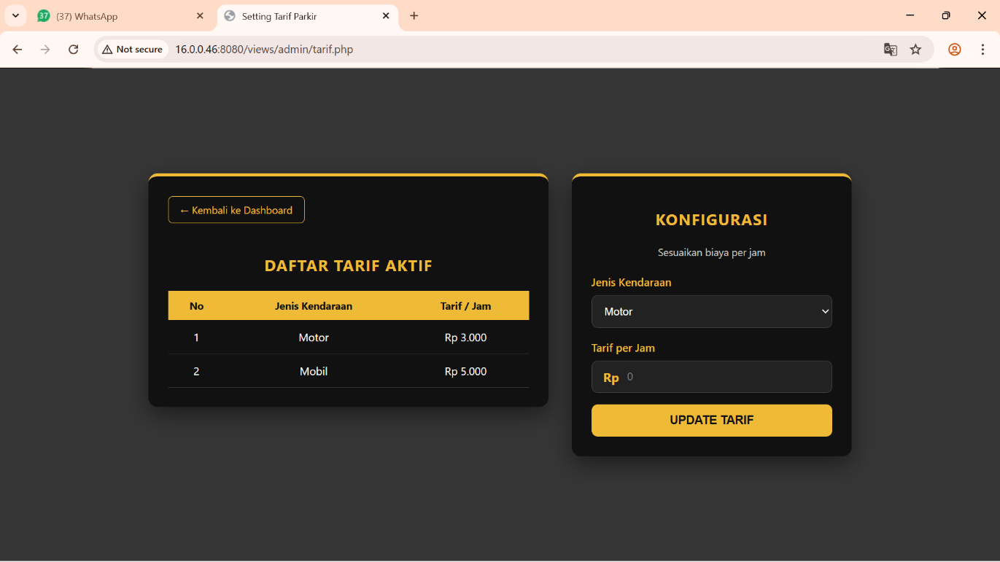 37
(37) WhatsApp
Setting Tarif Parkir
Not secure
16.0.0.46:8080/views/admin/tarif.php
← Kembali ke Dashboard
DAFTAR TARIF AKTIF
No Jenis Kendaraan Tarif / Jam
1 Motor Rp 3.000
2 Mobil Rp 5.000
KONFIGURASI
Sesuaikan biaya per jam
Jenis Kendaraan
Motor
Tarif per Jam
Rp 0
UPDATE TARIF